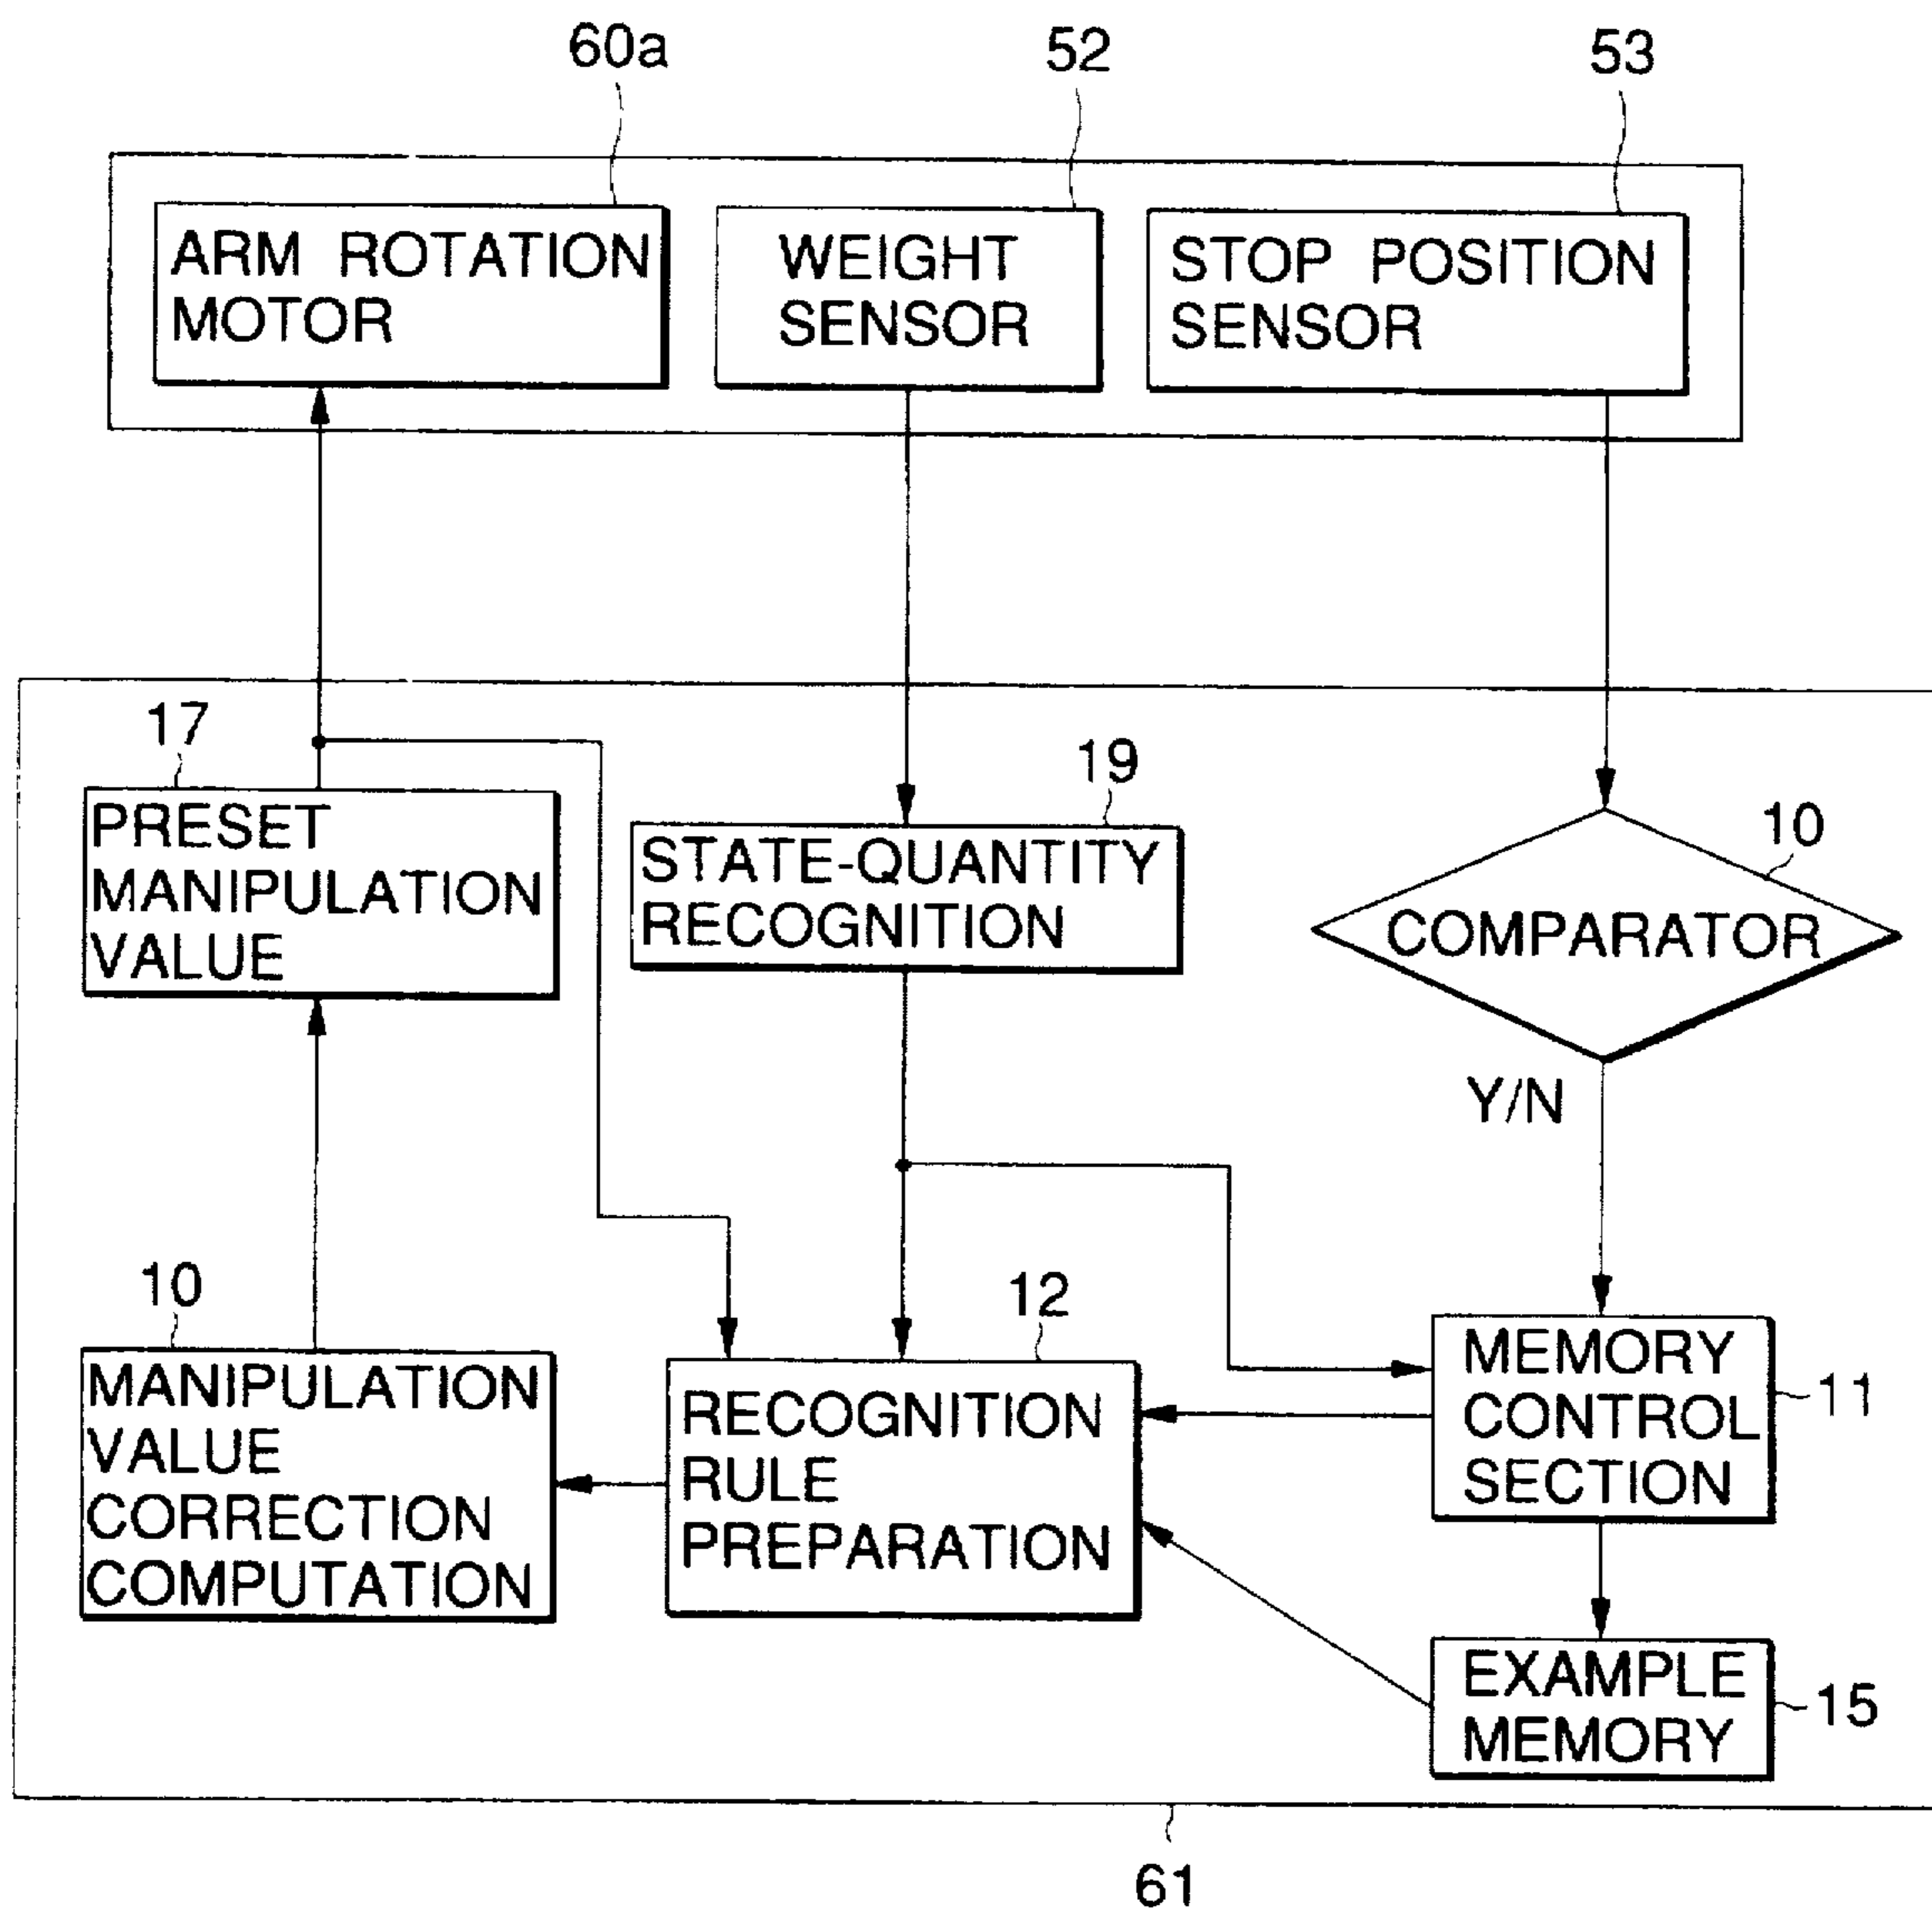 60a
52
53
ARM ROTATION
MOTOR
WEIGHT
SENSOR
STOP POSITION
SENSOR
17
PRESET
MANIPULATION
VALUE
19
STATE-QUANTITY
RECOGNITION
10
COMPARATOR
Y/N
10
MANIPULATION
VALUE
CORRECTION
COMPUTATION
12
RECOGNITION
RULE
PREPARATION
MEMORY
CONTROL
SECTION
11
EXAMPLE
MEMORY
15
61